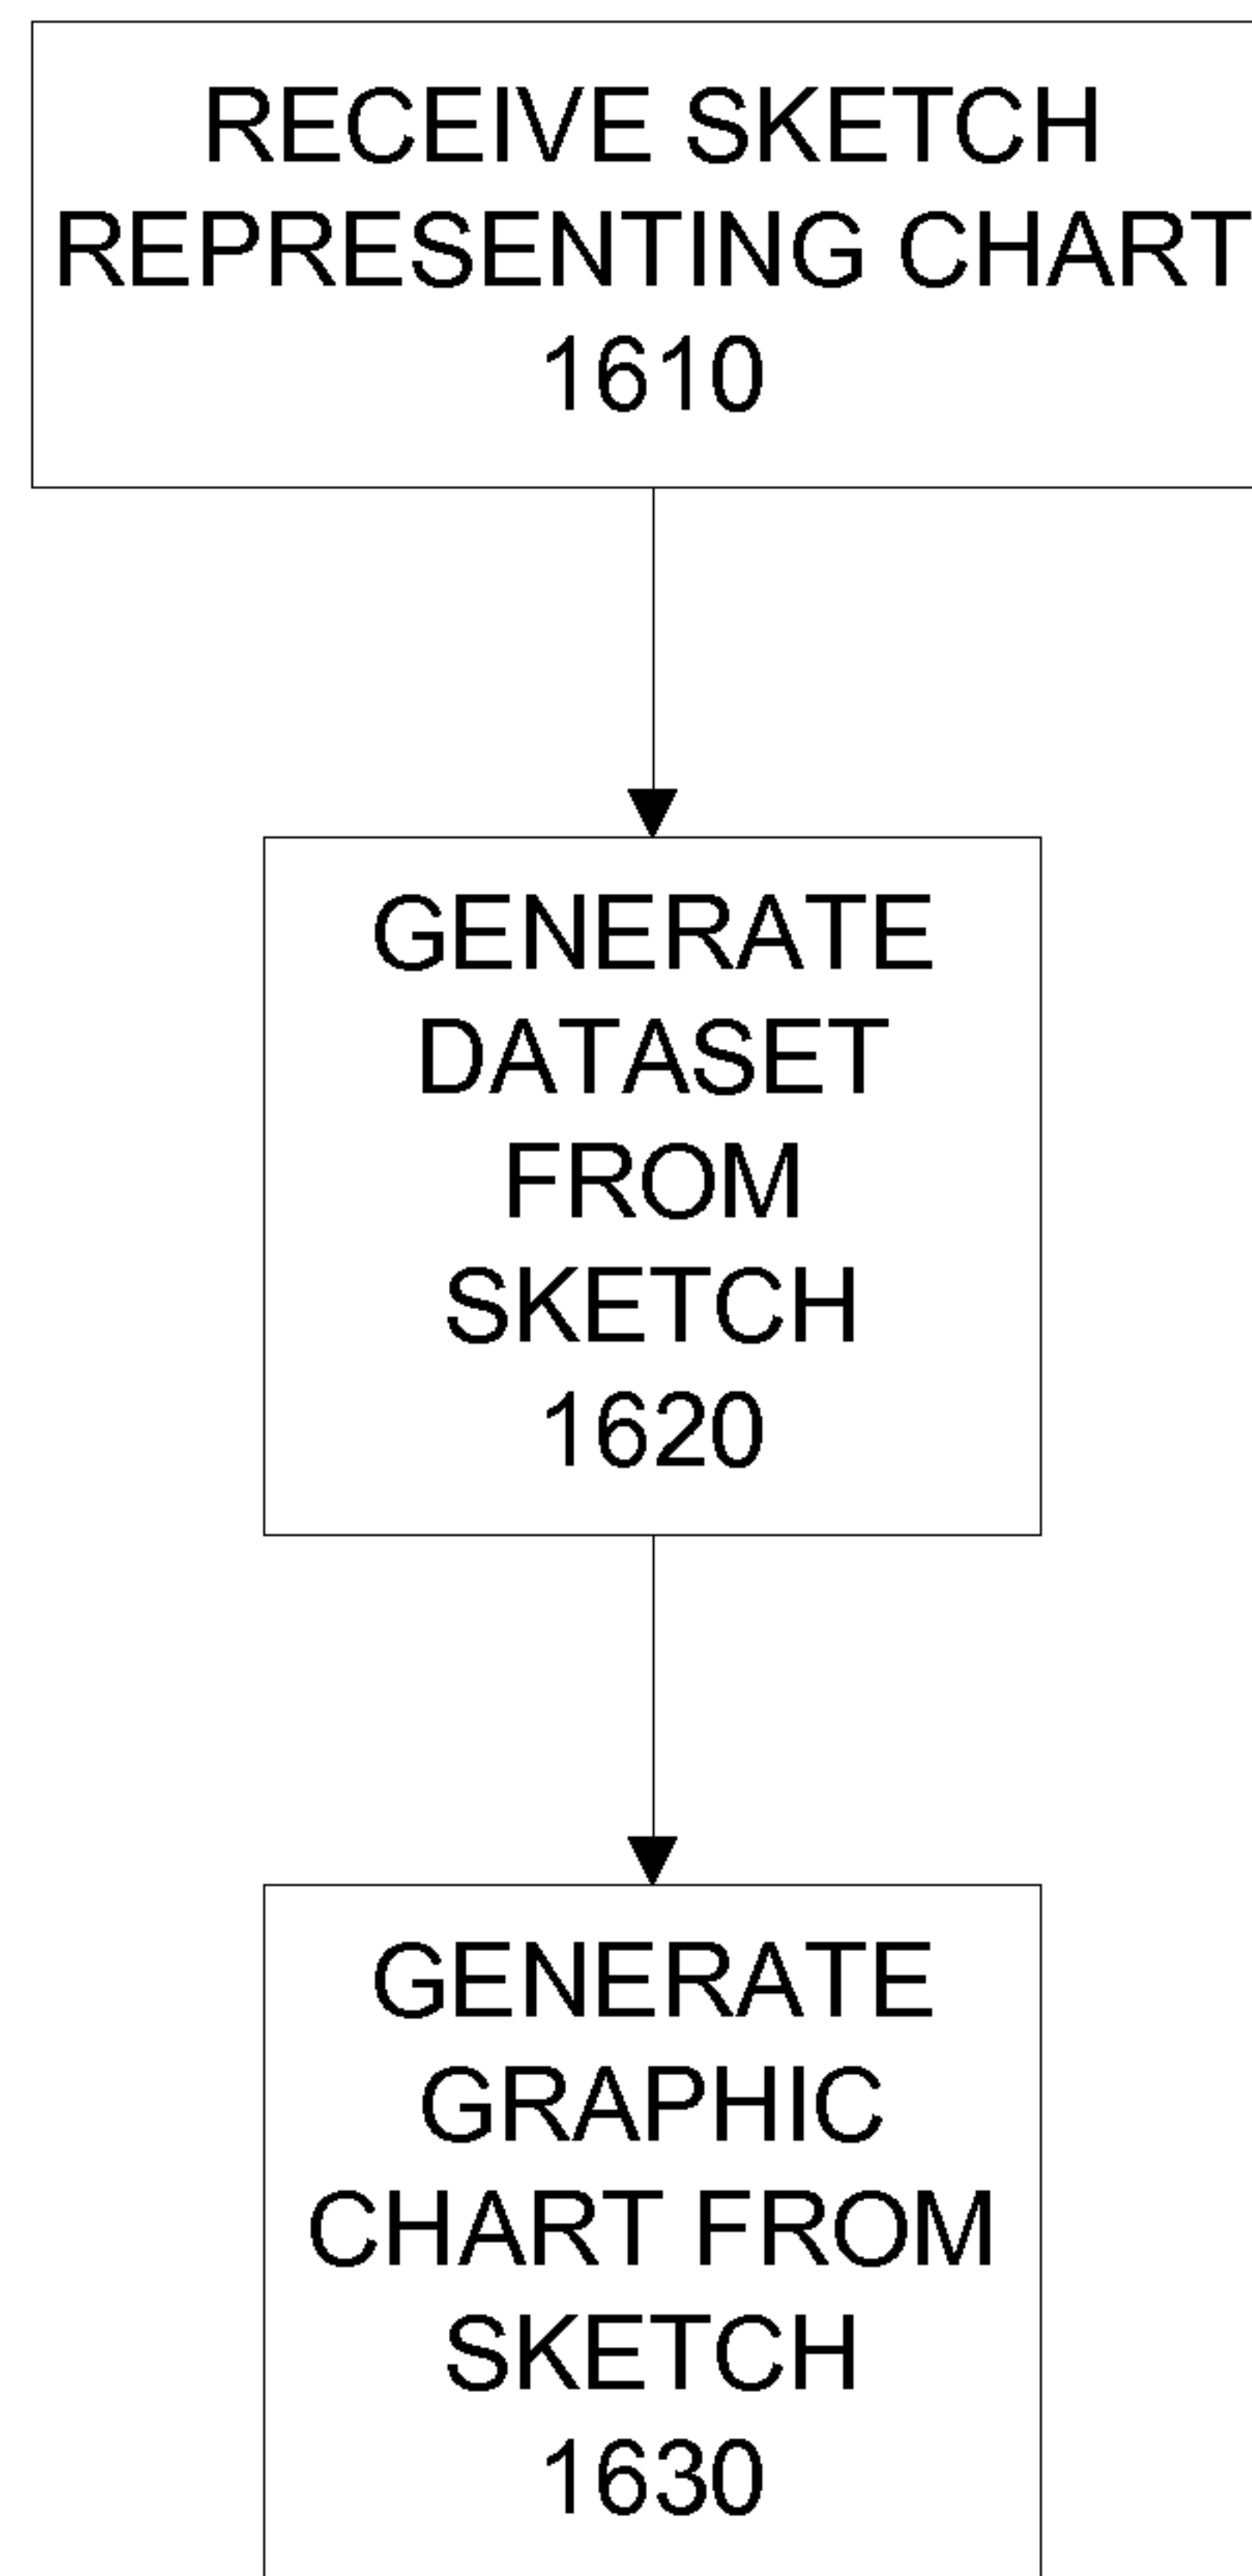 RECEIVE SKETCH
REPRESENTING CHART
1610
GENERATE
DATASET
FROM
SKETCH
1620
GENERATE
GRAPHIC
CHART FROM
SKETCH
1630